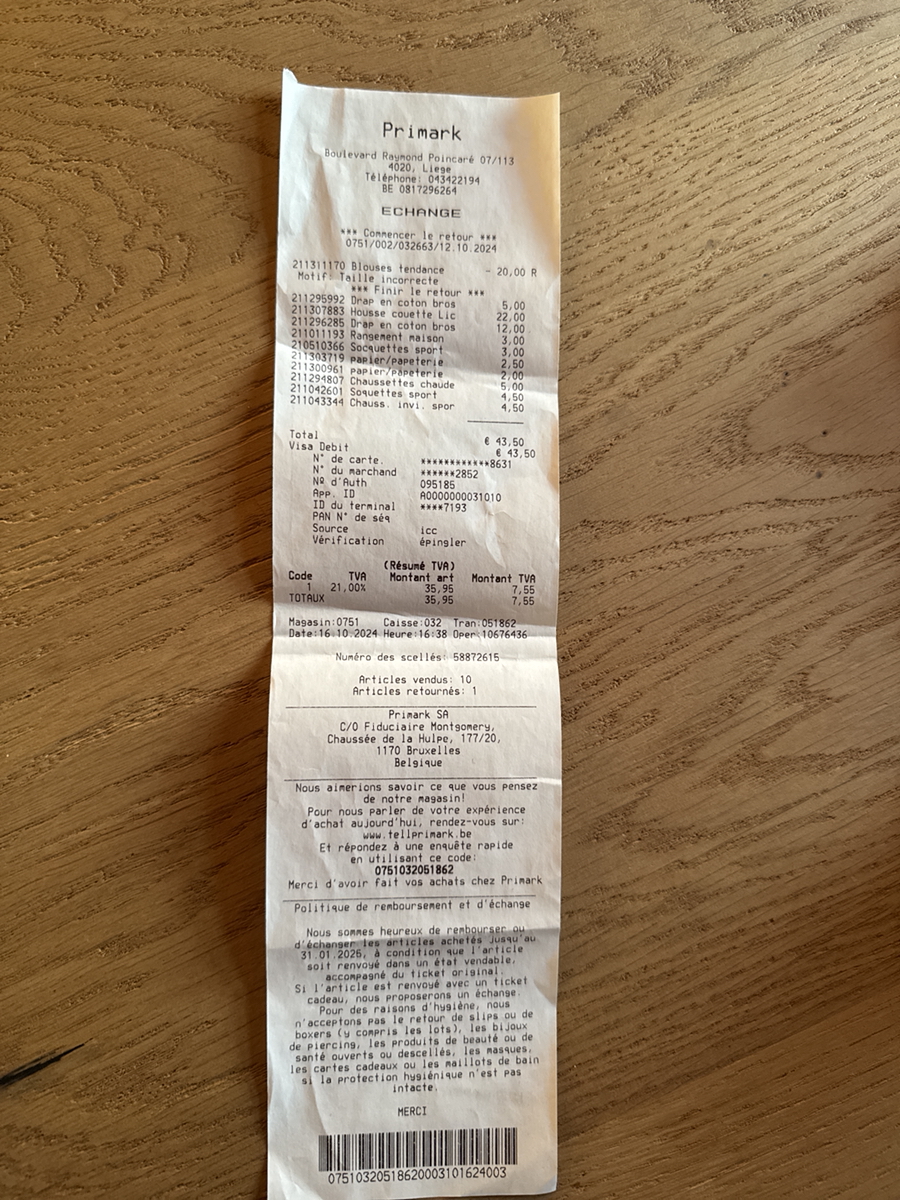 Primark
Boulevard Raymond Poincaré 07/113
4020, Liege
Téléphone: 043422194
BE 0817296264
ECHANGE
*** Commencer le retour ***
0751/002/032663/12.10.2024
211311170 Blouses tendance - 20,00 R
Motif: Taille incorrecte
*** Finir le retour ***
211295992 Drap en coton bros 5,00
211307883 Housse couette Lic 22,00
211296285 Drap en coton bros 12,00
211011193 Rangement maison 3,00
210510366 Socquettes sport 3,00
211303719 papier/papeterie 2,50
211300961 papier/papeterie 2,00
211294807 Chaussettes chaude 5,00
211042601 Soquettes sport 4,50
211043344 Chauss. invi. spor 4,50
Total € 43,50
Visa Debit € 43,50
N° de carte. ************8631
N° du marchand ******2852
Nº d'Auth 095185
App. ID A0000000031010
ID du terminal ****7193
PAN N° de séq
Source icc
Vérification épingler
(Résumé TVA)
Code TVA Montant art Montant TVA
1 21,00% 35,95 7,55
TOTAUX 35,95 7,55
Magasin:0751 Caisse:032 Tran:051862
Date:16.10.2024 Heure:16:38 Oper:10676436
Numéro des scellés: 58872615
Articles vendus: 10
Articles retournés: 1
Primark SA
C/O Fiduciaire Montgomery,
Chaussée de la Hulpe, 177/20,
1170 Bruxelles
Belgique
Nous aimerions savoir ce que vous pensez
de notre magasin!
Pour nous parler de votre expérience
d'achat aujourd'hui, rendez-vous sur:
www.tellprimark.be
Et répondez à une enquête rapide
en utilisant ce code:
0751032051862
Merci d'avoir fait vos achats chez Primark
Politique de remboursement et d'échange
Nous sommes heureux de rembourser ou
d'échanger les articles achetés jusqu'au
31.01.2025, à condition que l'article
soit renvoyé dans un état vendable,
accompagné du ticket original.
Si l'article est renvoyé avec un ticket
cadeau, nous proposerons un échange.
Pour des raisons d'hygiène, nous
n'acceptons pas le retour de slips ou de
boxers (y compris les lots), les bijoux
de piercing, les produits de beauté ou de
santé ouverts ou descellés, les masques,
les cartes cadeaux ou les maillots de bain
si la protection hygiénique n'est pas
intacte.
MERCI
07510320518620003101624003